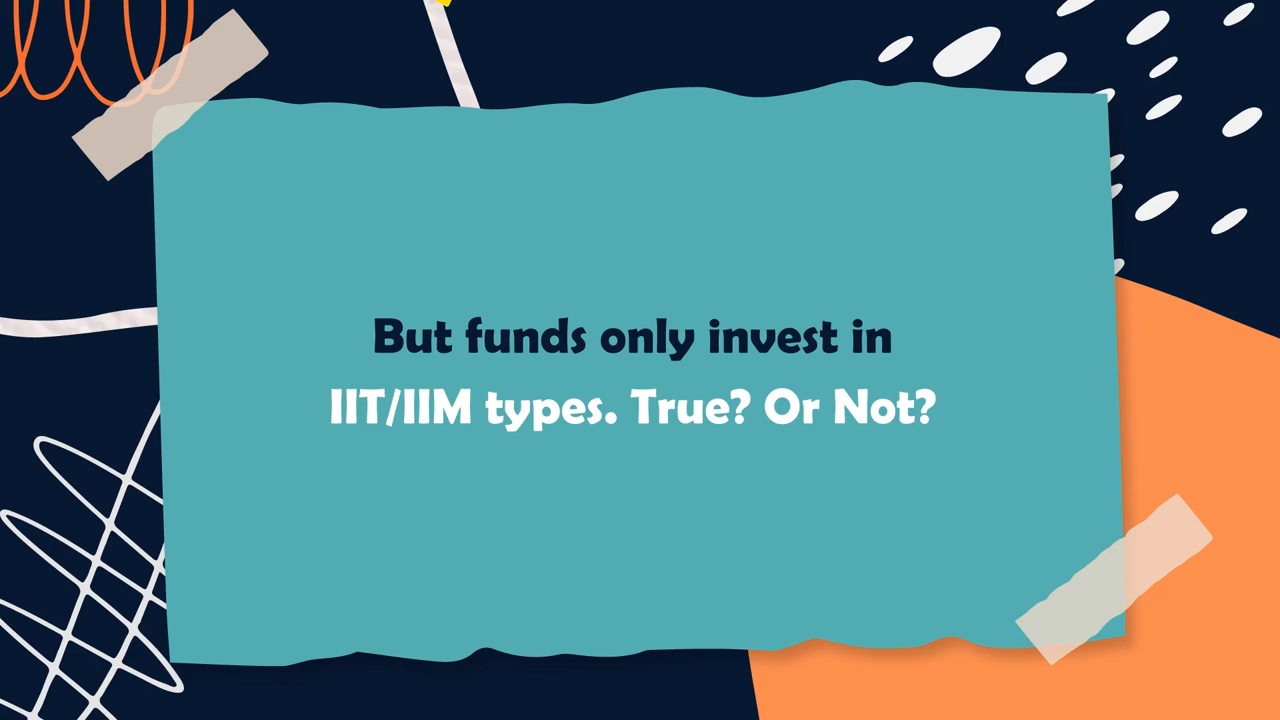 But funds only invest in
IIT/IIM types. True? Or Not?